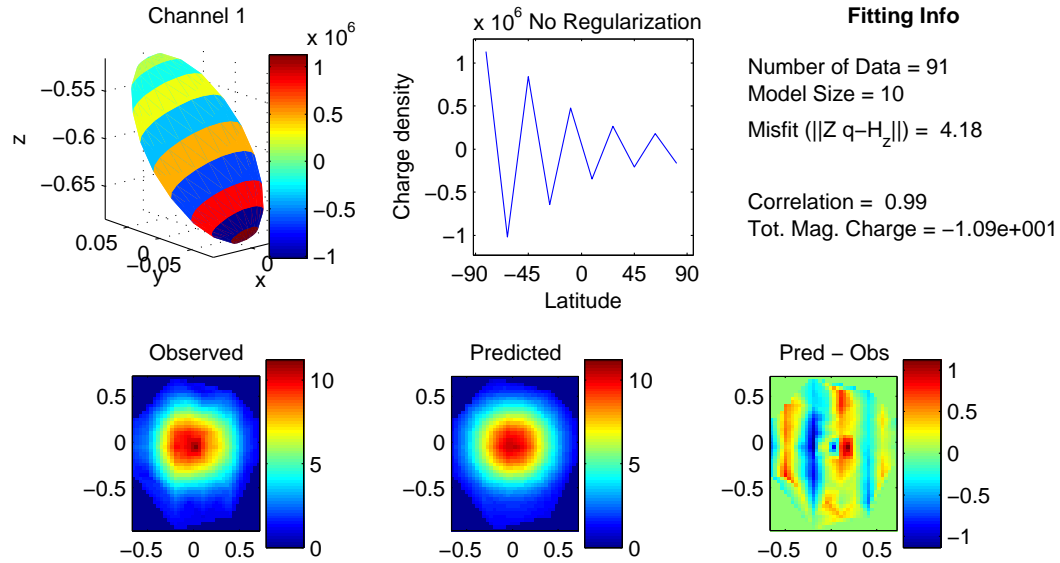 Channel 1
x 10^6
−0.55
−0.6
−0.65
z
0.05
0
−0.05
y
0
x
1
0.5
0
−0.5
−1
x 10^6 No Regularization
1
0.5
0
−0.5
−1
Charge density
−90 −45 0 45 90
Latitude
Fitting Info
Number of Data = 91
Model Size = 10
Misfit (||Z q−H_z||) = 4.18
Correlation = 0.99
Tot. Mag. Charge = −1.09e+001
Observed
0.5
0
−0.5
−0.5 0 0.5
10
5
0
Predicted
0.5
0
−0.5
−0.5 0 0.5
10
5
0
Pred − Obs
0.5
0
−0.5
−0.5 0 0.5
1
0.5
0
−0.5
−1